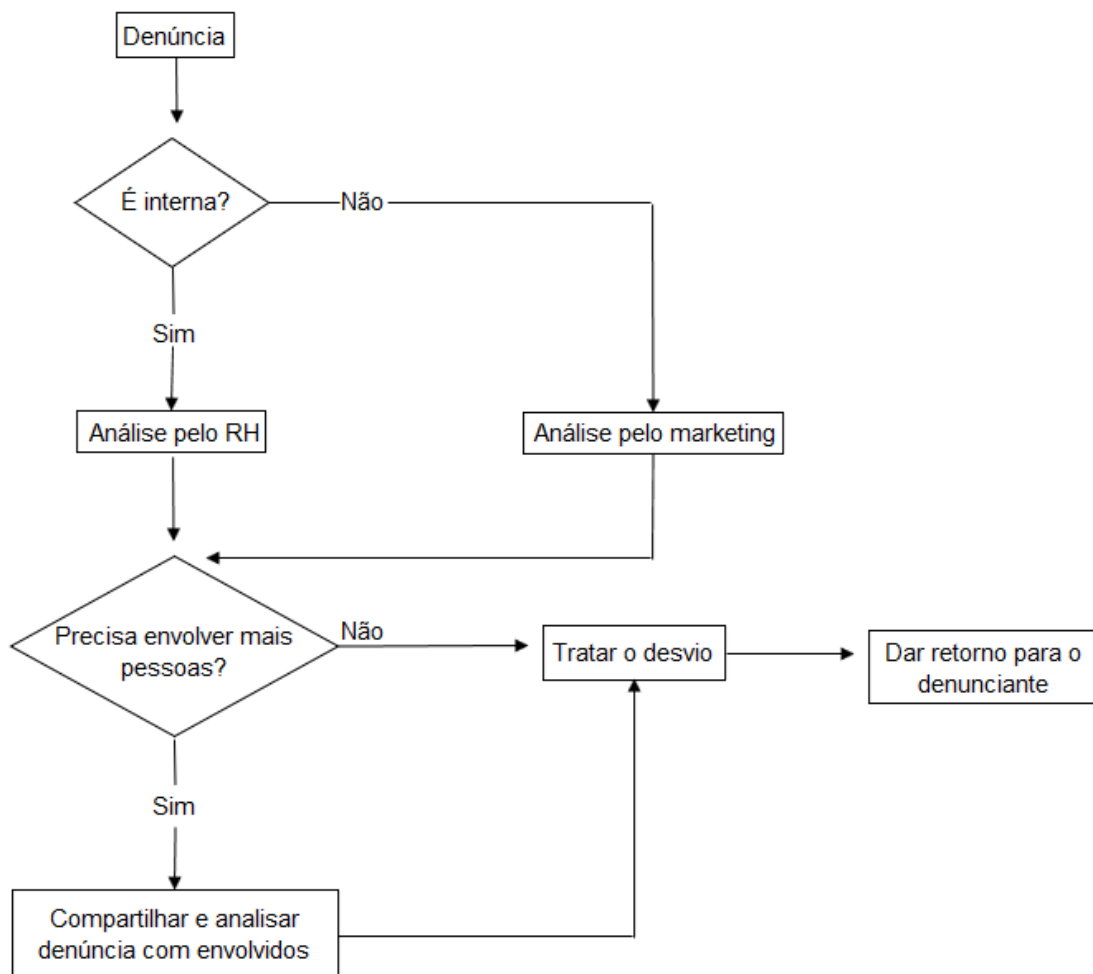 Denúncia
É interna?
Não
Sim
Análise pelo RH
Análise pelo marketing
Precisa envolver mais
pessoas?
Não
Tratar o desvio
Dar retorno para o
denunciante
Sim
Compartilhar e analisar
denúncia com envolvidos